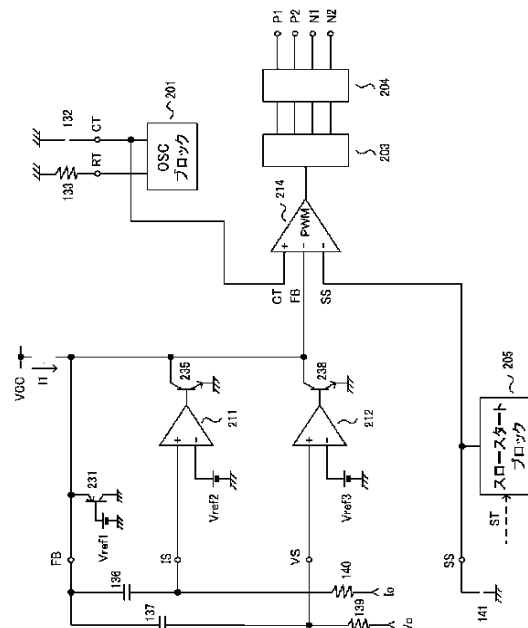 P1
P2
N1
N2
204
203
201
OSC
ブロック
132
CT
133
RT
214
PWM
+
−
−
CT
FB
SS
VCC
I1
235
238
211
212
+
−
+
−
Vref2
Vref3
231
Vref1
FB
IS
VS
136
137
140
139
Io
Vo
SS
141
205
スロースタート
ブロック
ST